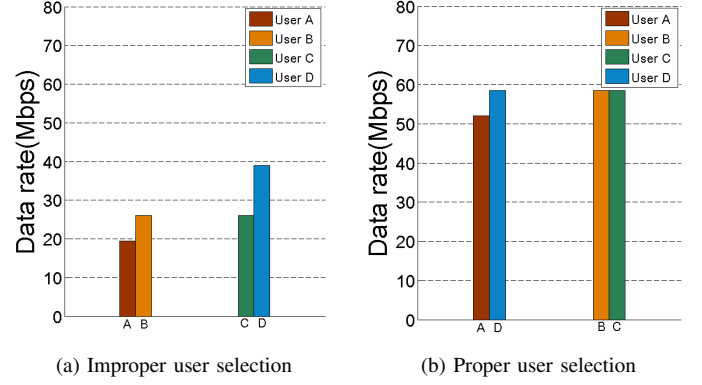 Data rate(Mbps)
80
70
60
50
40
30
20
10
0
User A
User B
User C
User D
A B
C D
(a) Improper user selection
Data rate(Mbps)
80
70
60
50
40
30
20
10
0
User A
User B
User C
User D
A D
B C
(b) Proper user selection